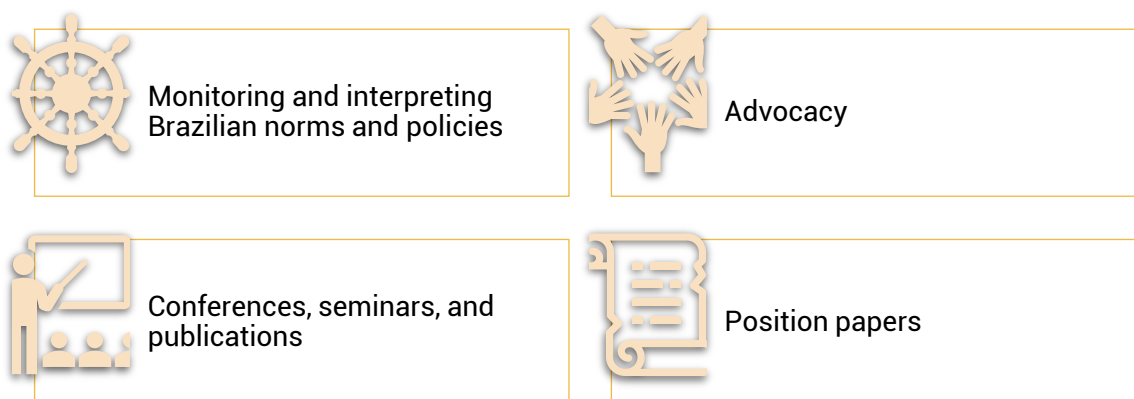 Monitoring and interpreting
Brazilian norms and policies
Advocacy
Conferences, seminars, and
publications
Position papers